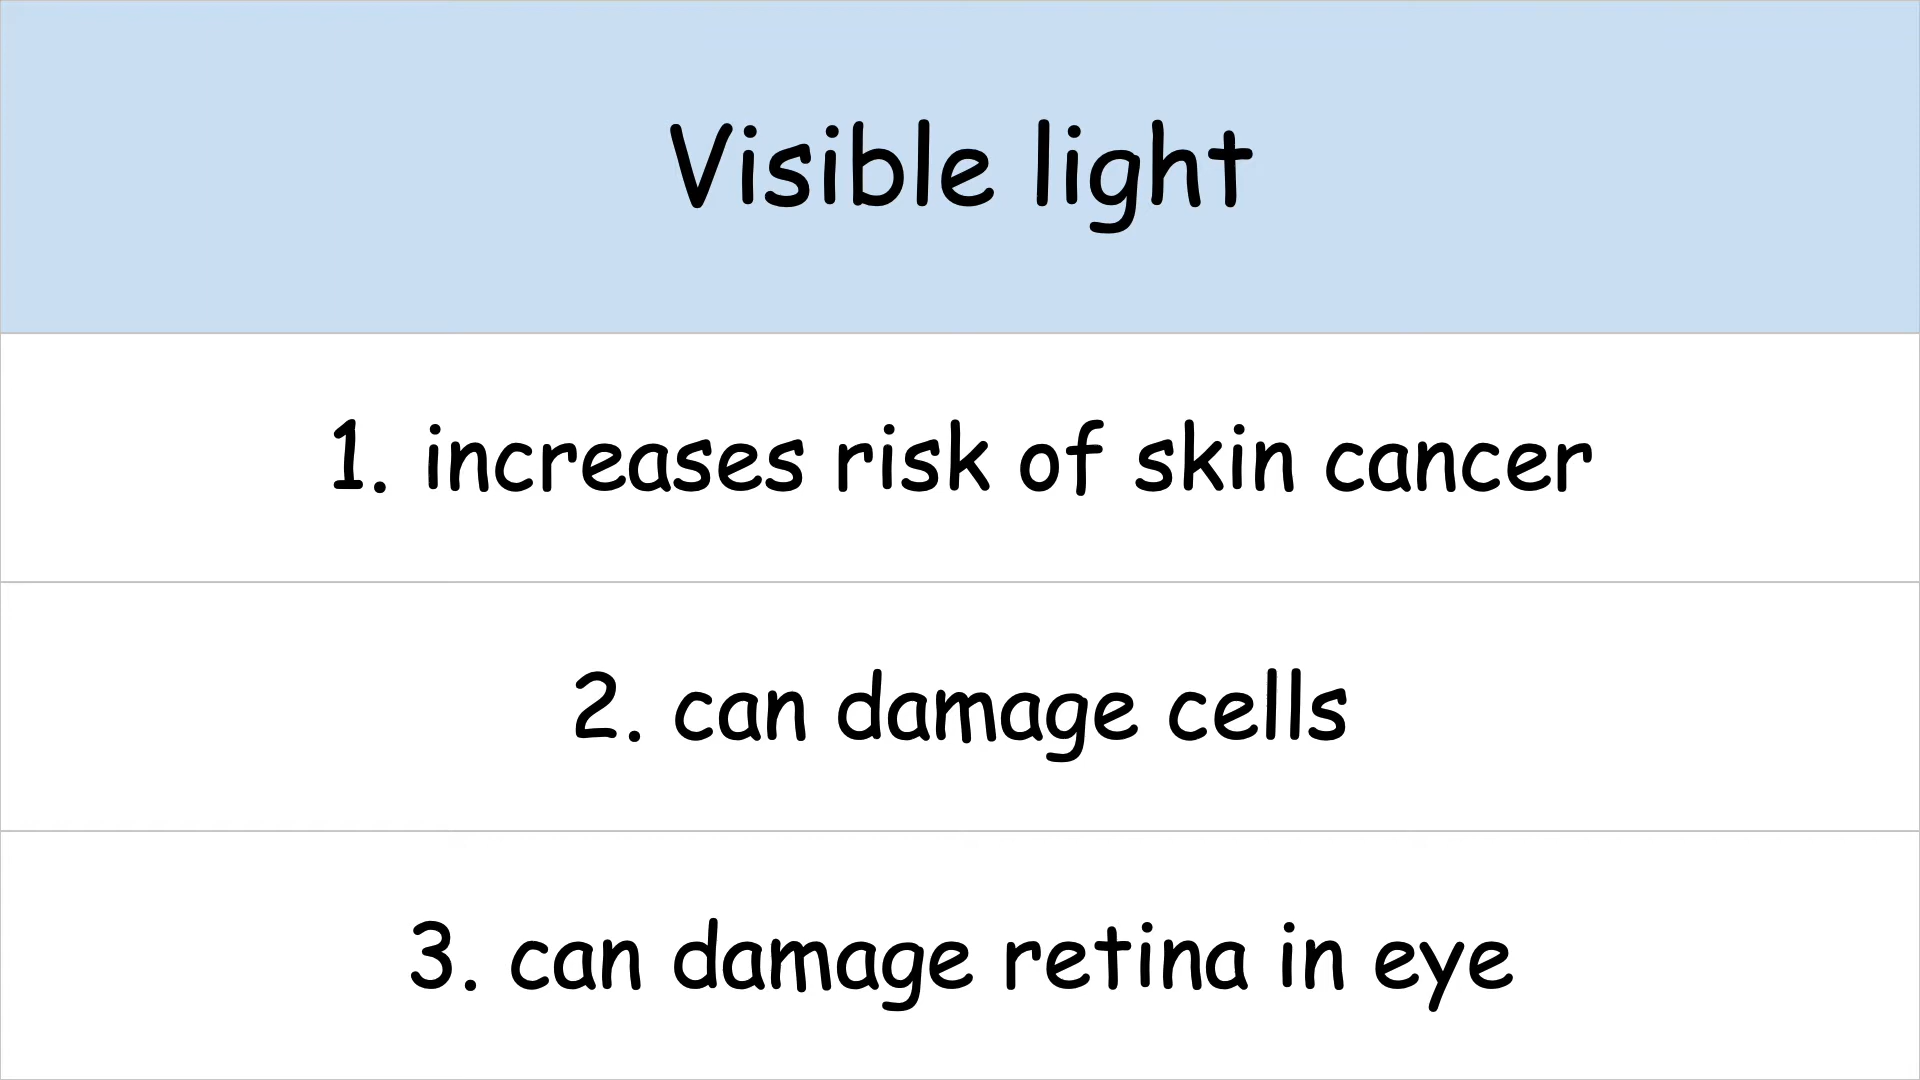 Visible light
1. increases risk of skin cancer
2. can damage cells
3. can damage retina in eye